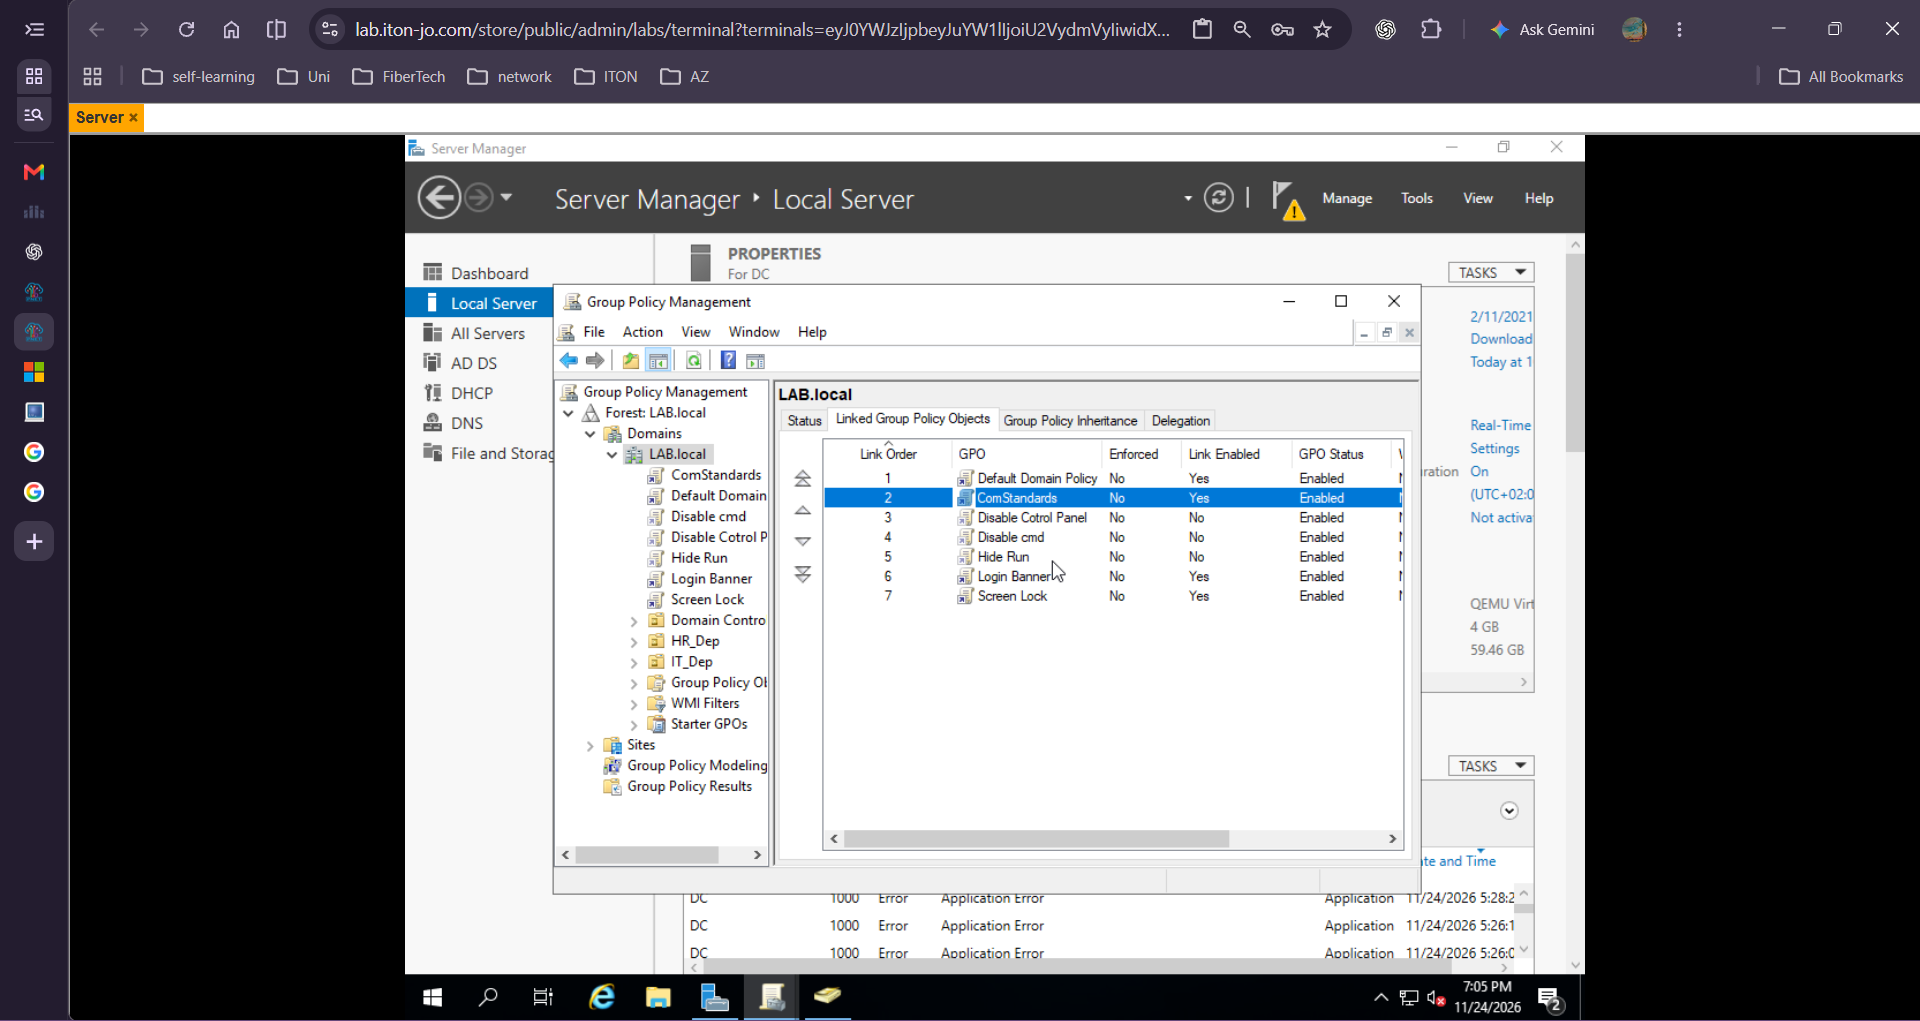 lab.iton-jo.com/store/public/admin/labs/terminal?terminals=eyJ0YWJzIjpbeyJuYW1lIjoiU2VydmVyIiwidX...
Ask Gemini
self-learning
Uni
FiberTech
network
ITON
AZ
All Bookmarks
Server ×
Server Manager
Server Manager ‣ Local Server
Manage
Tools
View
Help
Dashboard
Local Server
All Servers
AD DS
DHCP
DNS
File and Storag
PROPERTIES
For DC
TASKS
2/11/2021
Download
Today at 1
Real-Time
Settings
uration On
(UTC+02:0
Not activa
QEMU Virt
4 GB
59.46 GB
Group Policy Management
File Action View Window Help
Group Policy Management
Forest: LAB.local
Domains
LAB.local
ComStandards
Default Domain
Disable cmd
Disable Cotrol P
Hide Run
Login Banner
Screen Lock
Domain Contro
HR_Dep
IT_Dep
Group Policy Ob
WMI Filters
Starter GPOs
Sites
Group Policy Modeling
Group Policy Results
LAB.local
Status Linked Group Policy Objects Group Policy Inheritance Delegation
Link Order GPO Enforced Link Enabled GPO Status
1 Default Domain Policy No Yes Enabled
2 ComStandards No Yes Enabled
3 Disable Cotrol Panel No No Enabled
4 Disable cmd No No Enabled
5 Hide Run No No Enabled
6 Login Banner No Yes Enabled
7 Screen Lock No Yes Enabled
TASKS
ate and Time
DC 1000 Error Application Error Application 11/24/2026 5:28:2
DC 1000 Error Application Error Application 11/24/2026 5:26:1
DC 1000 Error Application Error Application 11/24/2026 5:26:0
7:05 PM
11/24/2026
2